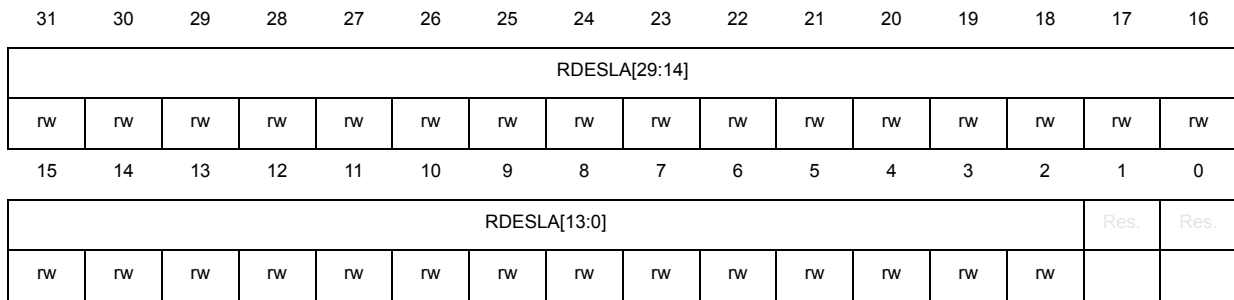 31 30 29 28 27 26 25 24 23 22 21 20 19 18 17 16
RDESLA[29:14]
rw rw rw rw rw rw rw rw rw rw rw rw rw rw rw rw
15 14 13 12 11 10 9 8 7 6 5 4 3 2 1 0
RDESLA[13:0] Res. Res.
rw rw rw rw rw rw rw rw rw rw rw rw rw rw